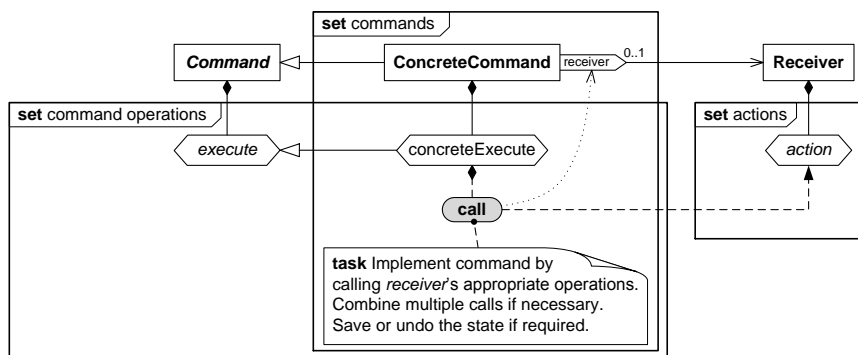 set commands
Command
ConcreteCommand
receiver
0..1
Receiver
set command operations
set actions
execute
concreteExecute
action
call
task Implement command by
calling receiver's appropriate operations.
Combine multiple calls if necessary.
Save or undo the state if required.